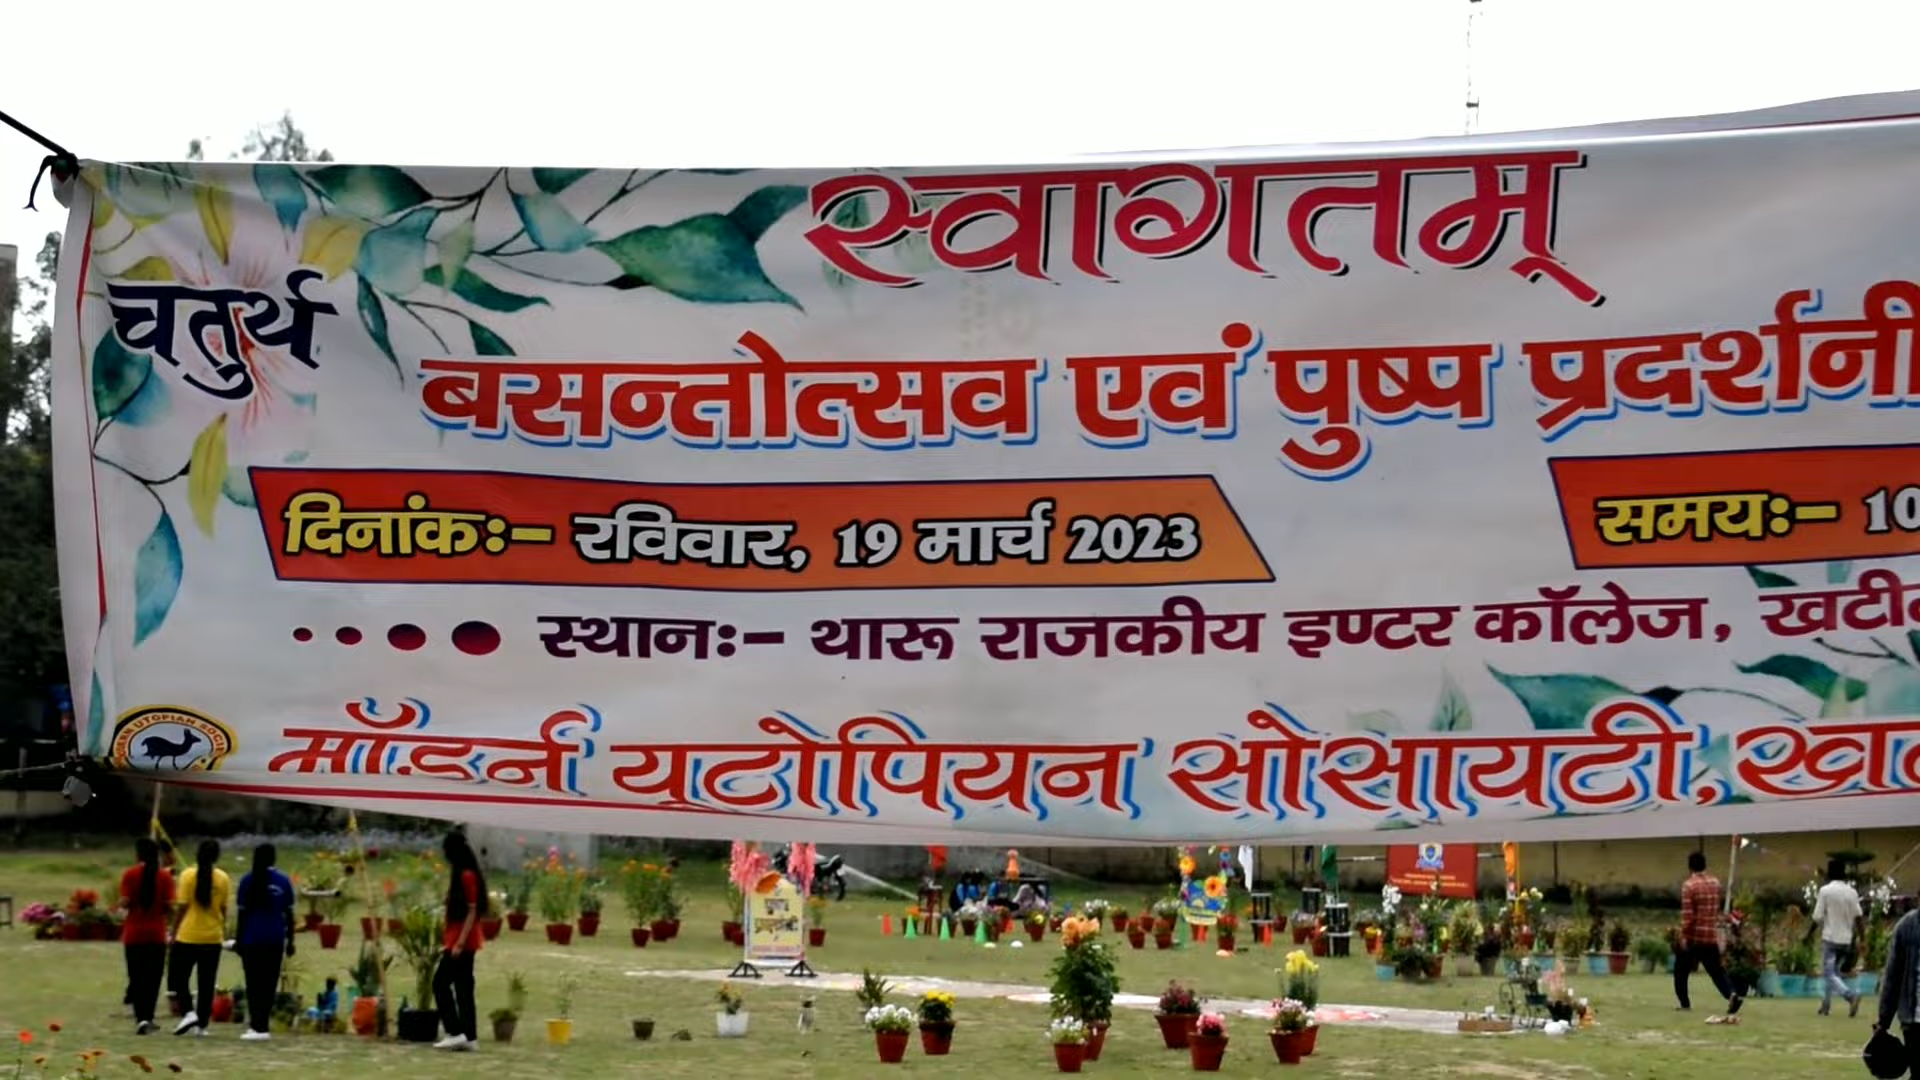 स्वागतम्
चतुर्थ
बसन्तोत्सव एवं पुष्प प्रदर्शनी
दिनांकः- रविवार, 19 मार्च 2023
समयः- 10
स्थानः- थारू राजकीय इण्टर कॉलेज,
मॉडर्न यूटोपियन सोसायटी,